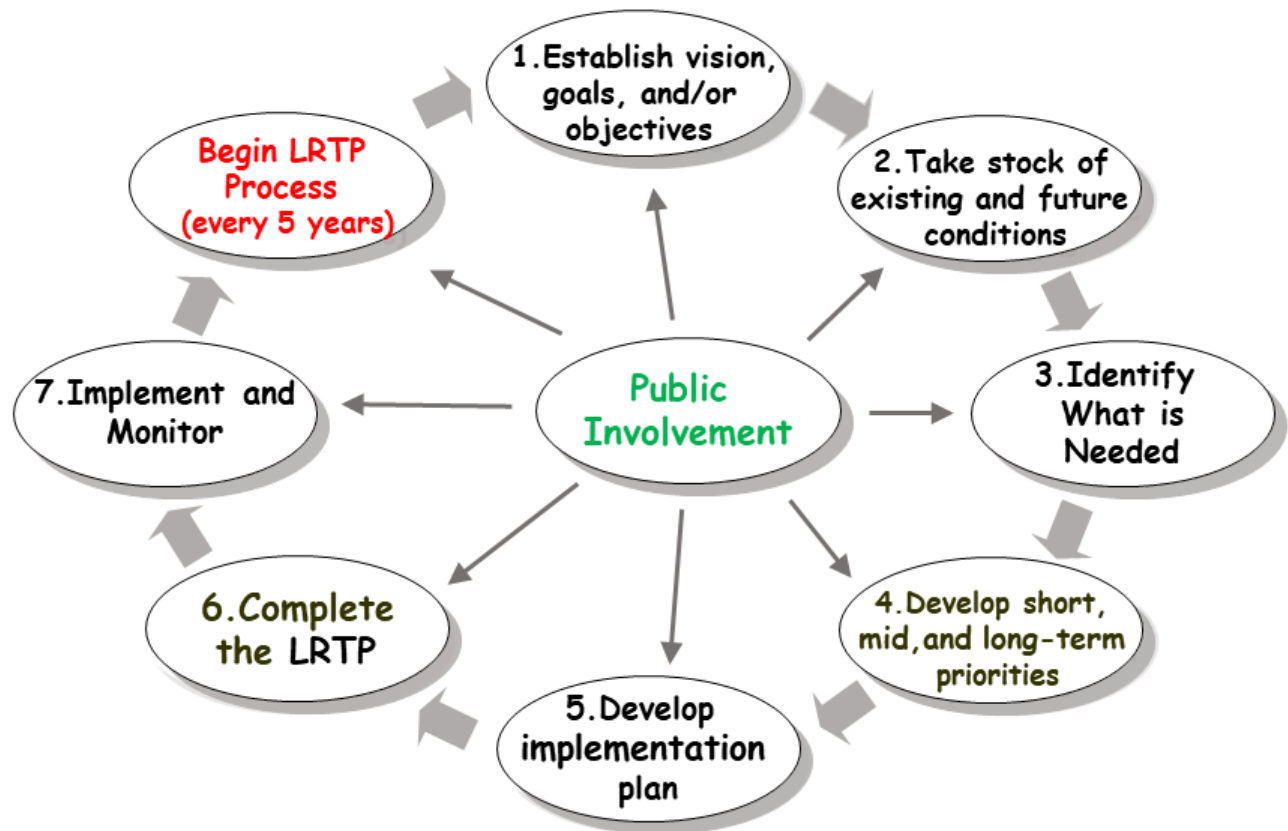 1.Establish vision,
goals, and/or
objectives
2.Take stock of
existing and future
conditions
3.Identify
What is
Needed
4.Develop short,
mid,and long-term
priorities
5.Develop
implementation
plan
6.Complete
the LRTP
7.Implement and
Monitor
Begin LRTP
Process
(every 5 years)
Public
Involvement